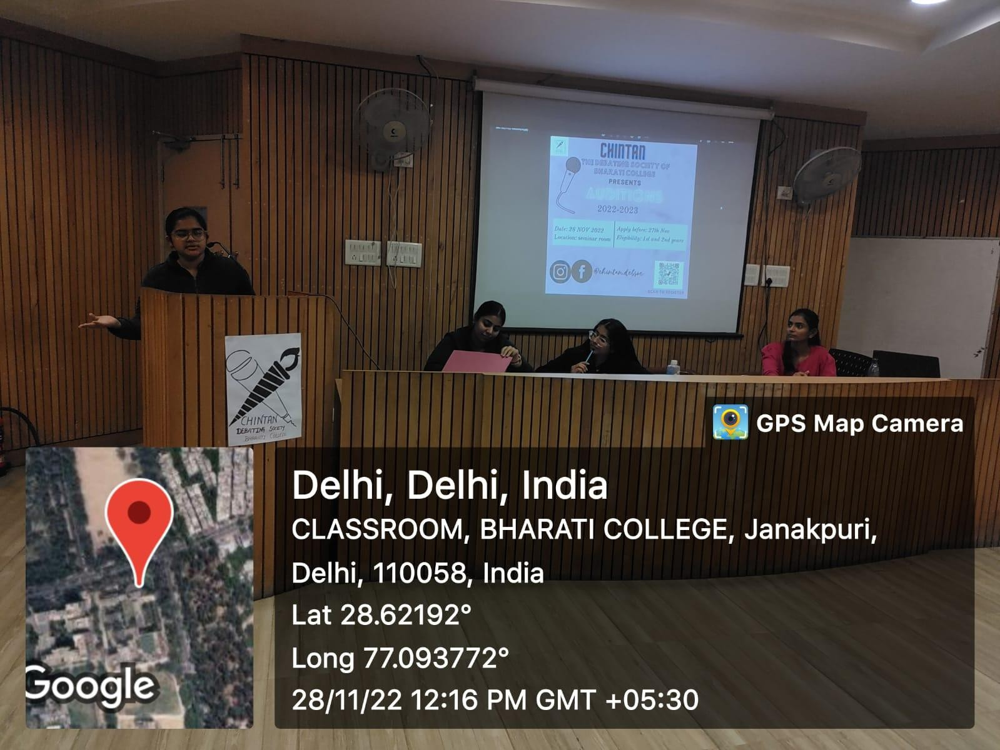 CHINTAN
THE DEBATING SOCIETY OF
BHARATI COLLEGE
PRESENTS
AUDITIONS
2022-2023
Date: 28 NOV 2022
Location: seminar room
Apply before: 27th Nov
Eligibility: 1st and 2nd years
@chintan.debsoc
SCAN TO REGISTER
CHINTAN
DEBATING SOCIETY
BHARATI COLLEGE
GPS Map Camera
Delhi, Delhi, India
CLASSROOM, BHARATI COLLEGE, Janakpuri,
Delhi, 110058, India
Lat 28.62192°
Long 77.093772°
28/11/22 12:16 PM GMT +05:30
Google